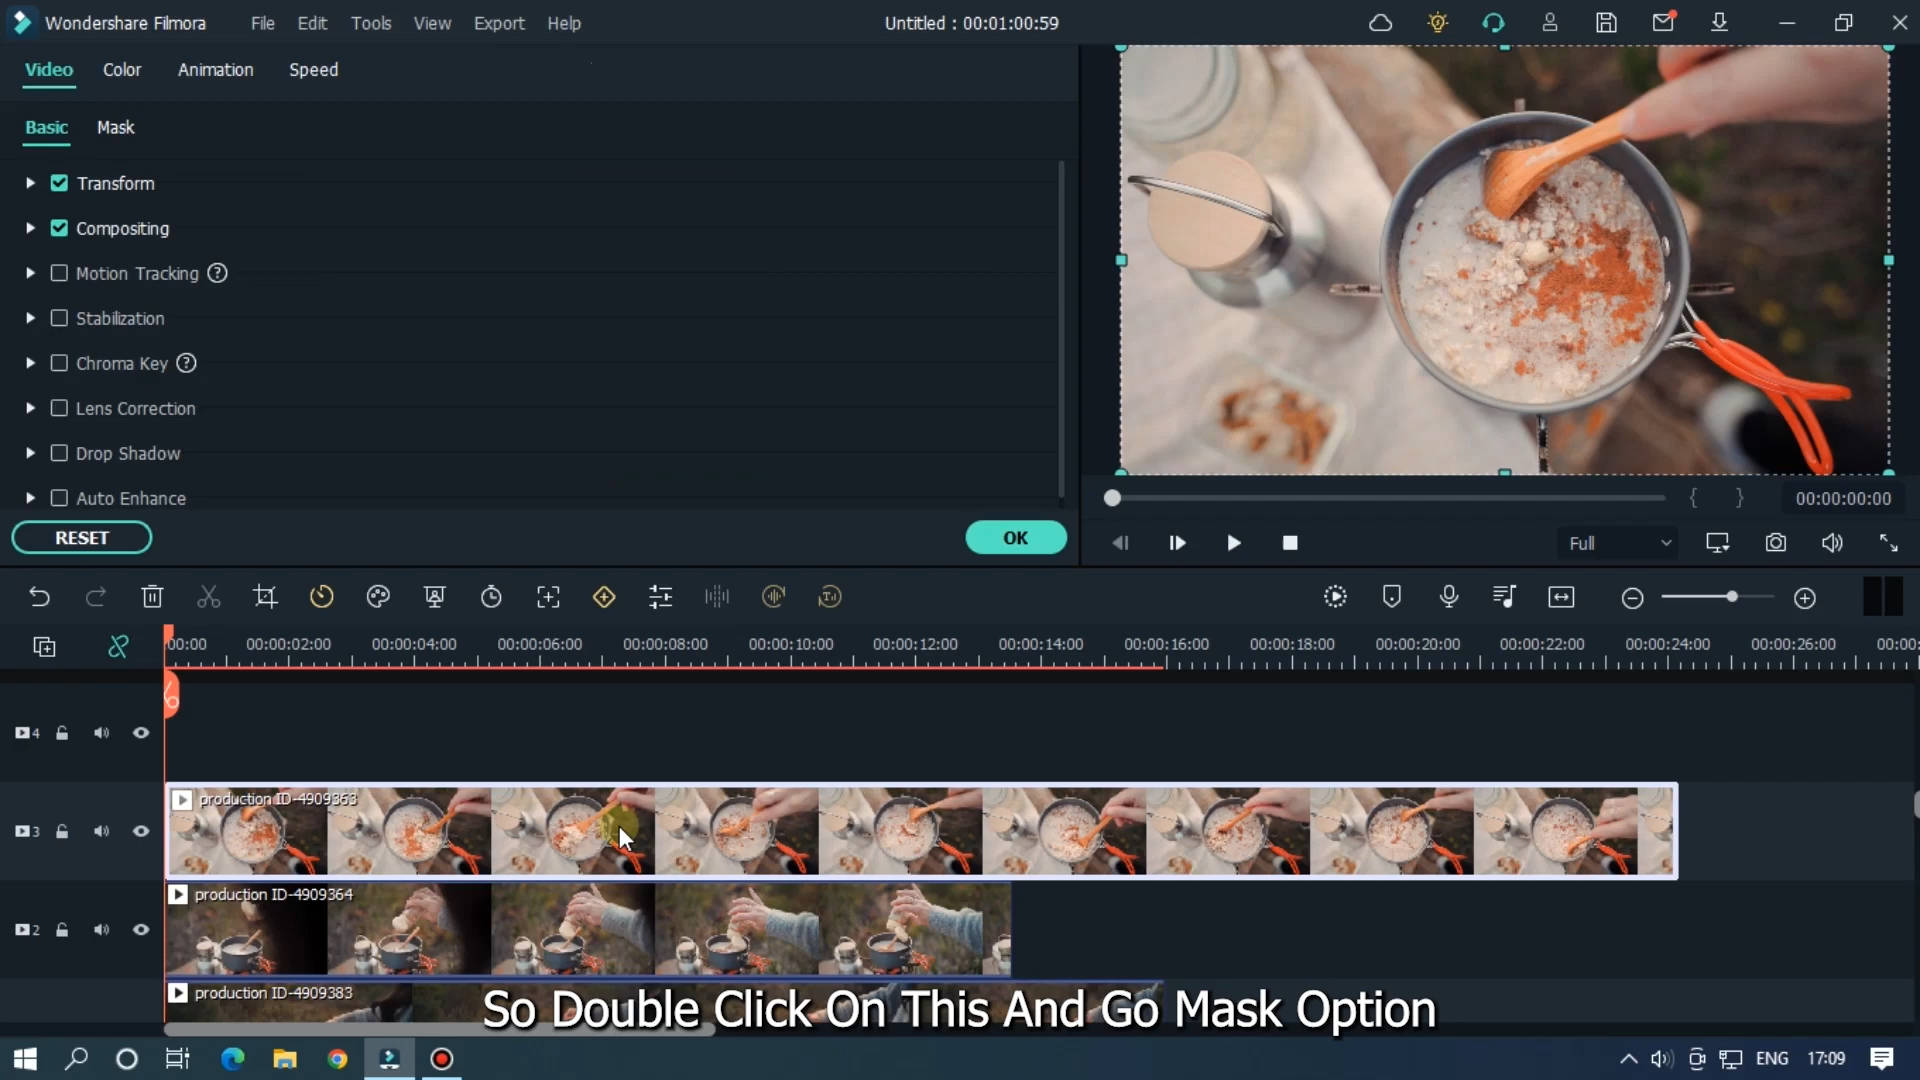 Wondershare Filmora File Edit Tools View Export Help Untitled : 00:01:00:59
Video Color Animation Speed
Basic Mask
Transform
Compositing
Motion Tracking ?
Stabilization
Chroma Key ?
Lens Correction
Drop Shadow
Auto Enhance
RESET OK
{ } 00:00:00:00
Full
00:00 00:00:02:00 00:00:04:00 00:00:06:00 00:00:08:00 00:00:10:00 00:00:12:00 00:00:14:00 00:00:16:00 00:00:18:00 00:00:20:00 00:00:22:00 00:00:24:00 00:00:26:00 00:00:
4
3 production ID-4909363
2 production ID-4909364
production ID-4909383
So Double Click On This And Go Mask Option
ENG 17:09